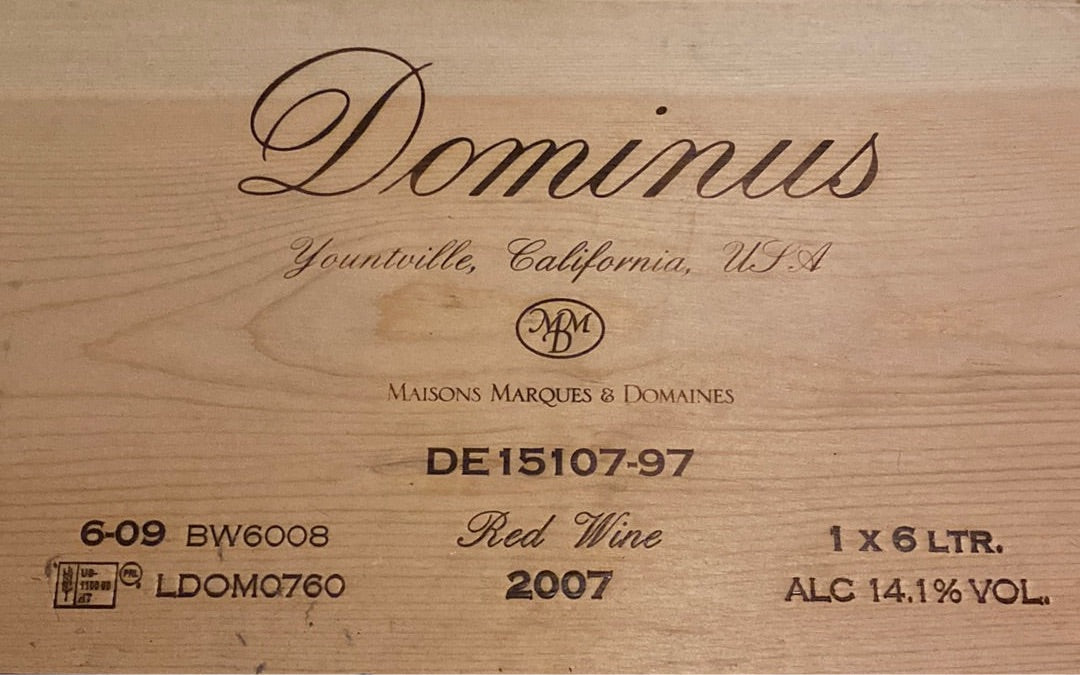 Dominus
Yountville, California, USA
MMD
MAISONS MARQUES & DOMAINES
DE15107-97
6-09 BW6008
Red Wine
1 x 6 LTR.
LDOM0760
2007
ALC 14.1% VOL.